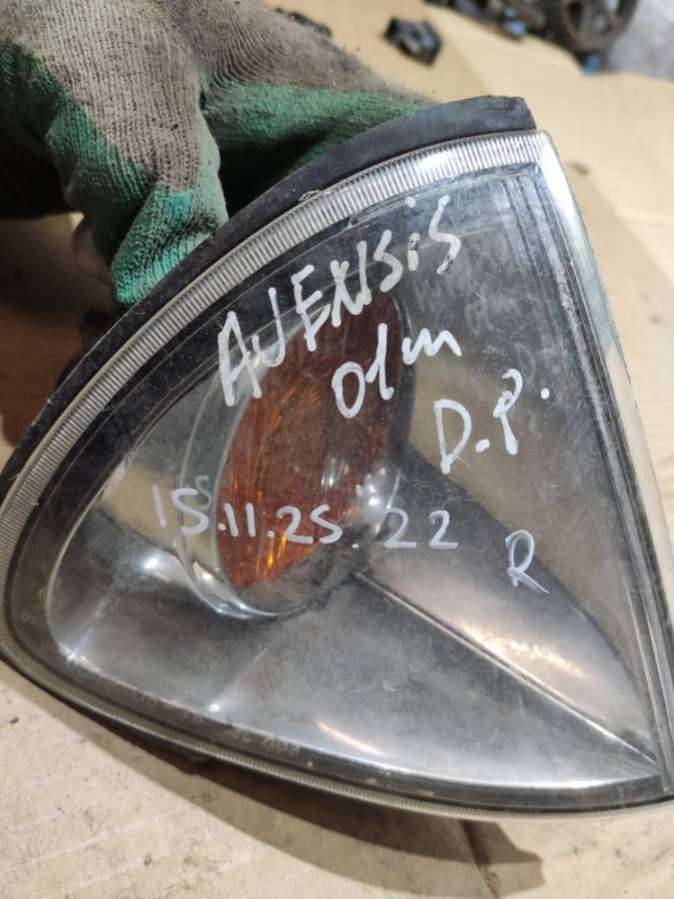 AVENSIS
01m
D.P.
15.11.25.22
R